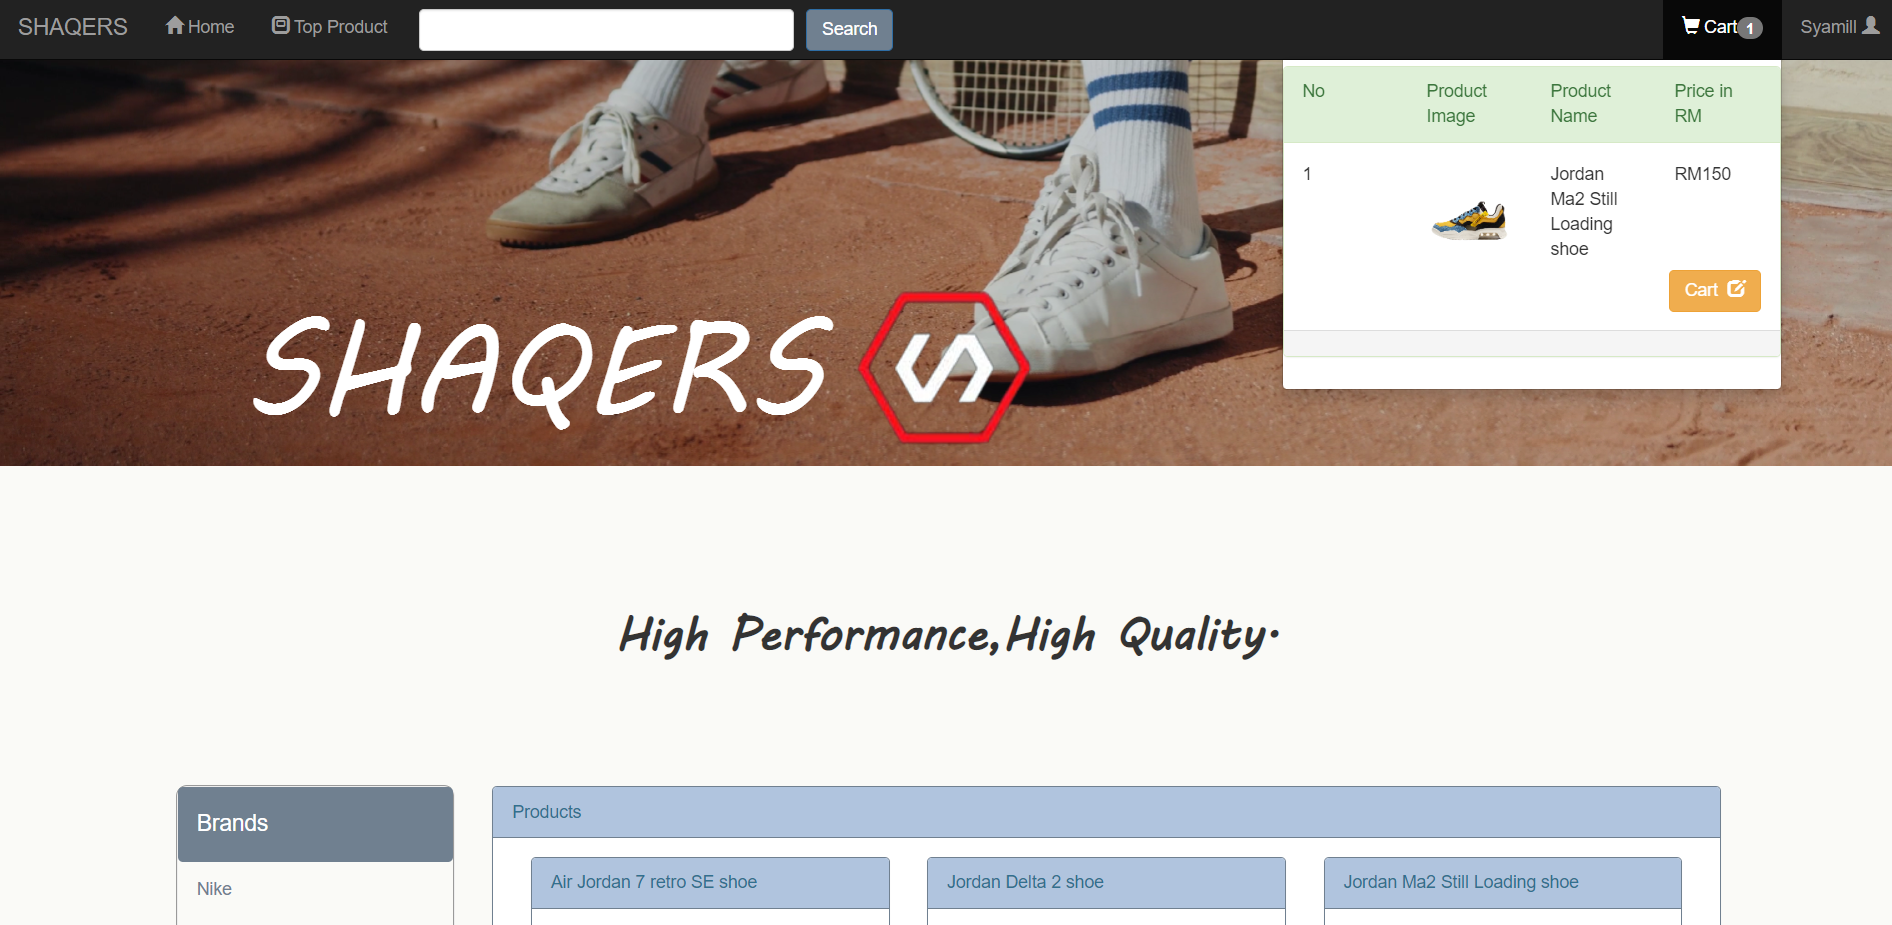 SHAQERS Home Top Product Search Cart 1 Syamill
No Product Image Product Name Price in RM
1 Jordan Ma2 Still Loading shoe RM150
Cart
SHAQERS
High Performance,High Quality.
Brands
Nike
Products
Air Jordan 7 retro SE shoe
Jordan Delta 2 shoe
Jordan Ma2 Still Loading shoe